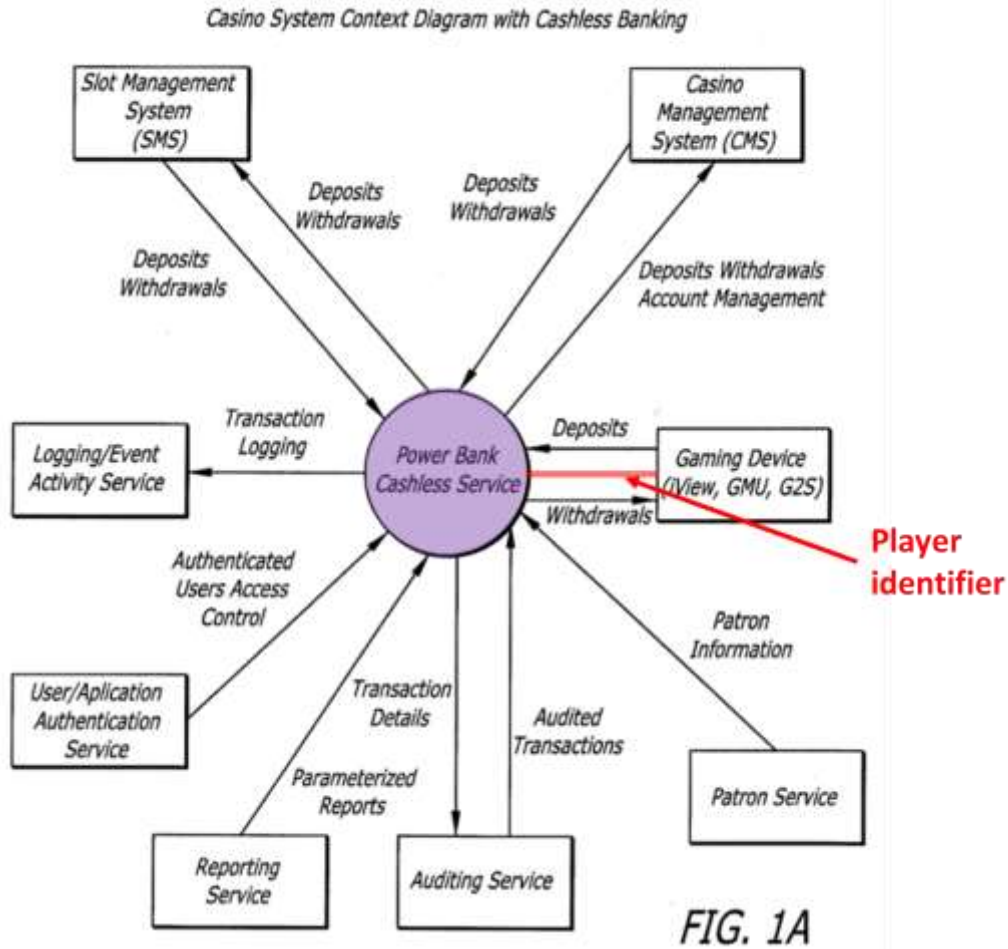 Casino System Context Diagram with Cashless Banking
Slot Management
System
(SMS)
Casino
Management
System (CMS)
Deposits
Withdrawals
Deposits
Withdrawals
Deposits
Withdrawals
Deposits Withdrawals
Account Management
Transaction
Logging
Logging/Event
Activity Service
Power Bank
Cashless Service
Deposits
Gaming Device
(iView, GMU, G2S)
Withdrawals
Player
identifier
Authenticated
Users Access
Control
Patron
Information
User/Aplication
Authentication
Service
Transaction
Details
Audited
Transactions
Parameterized
Reports
Patron Service
Reporting
Service
Auditing Service
FIG. 1A